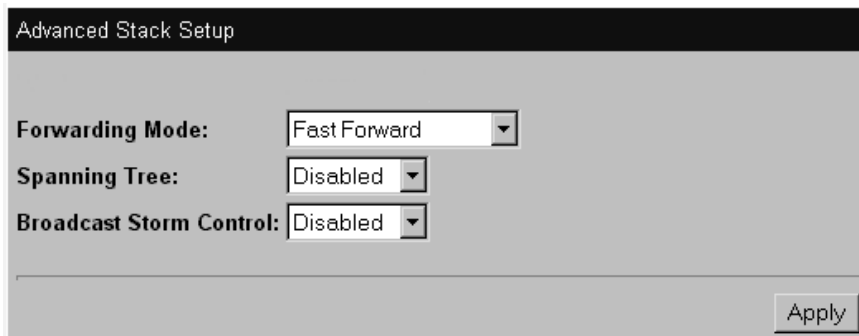 Advanced Stack Setup
Forwarding Mode: Fast Forward
Spanning Tree: Disabled
Broadcast Storm Control: Disabled
Apply